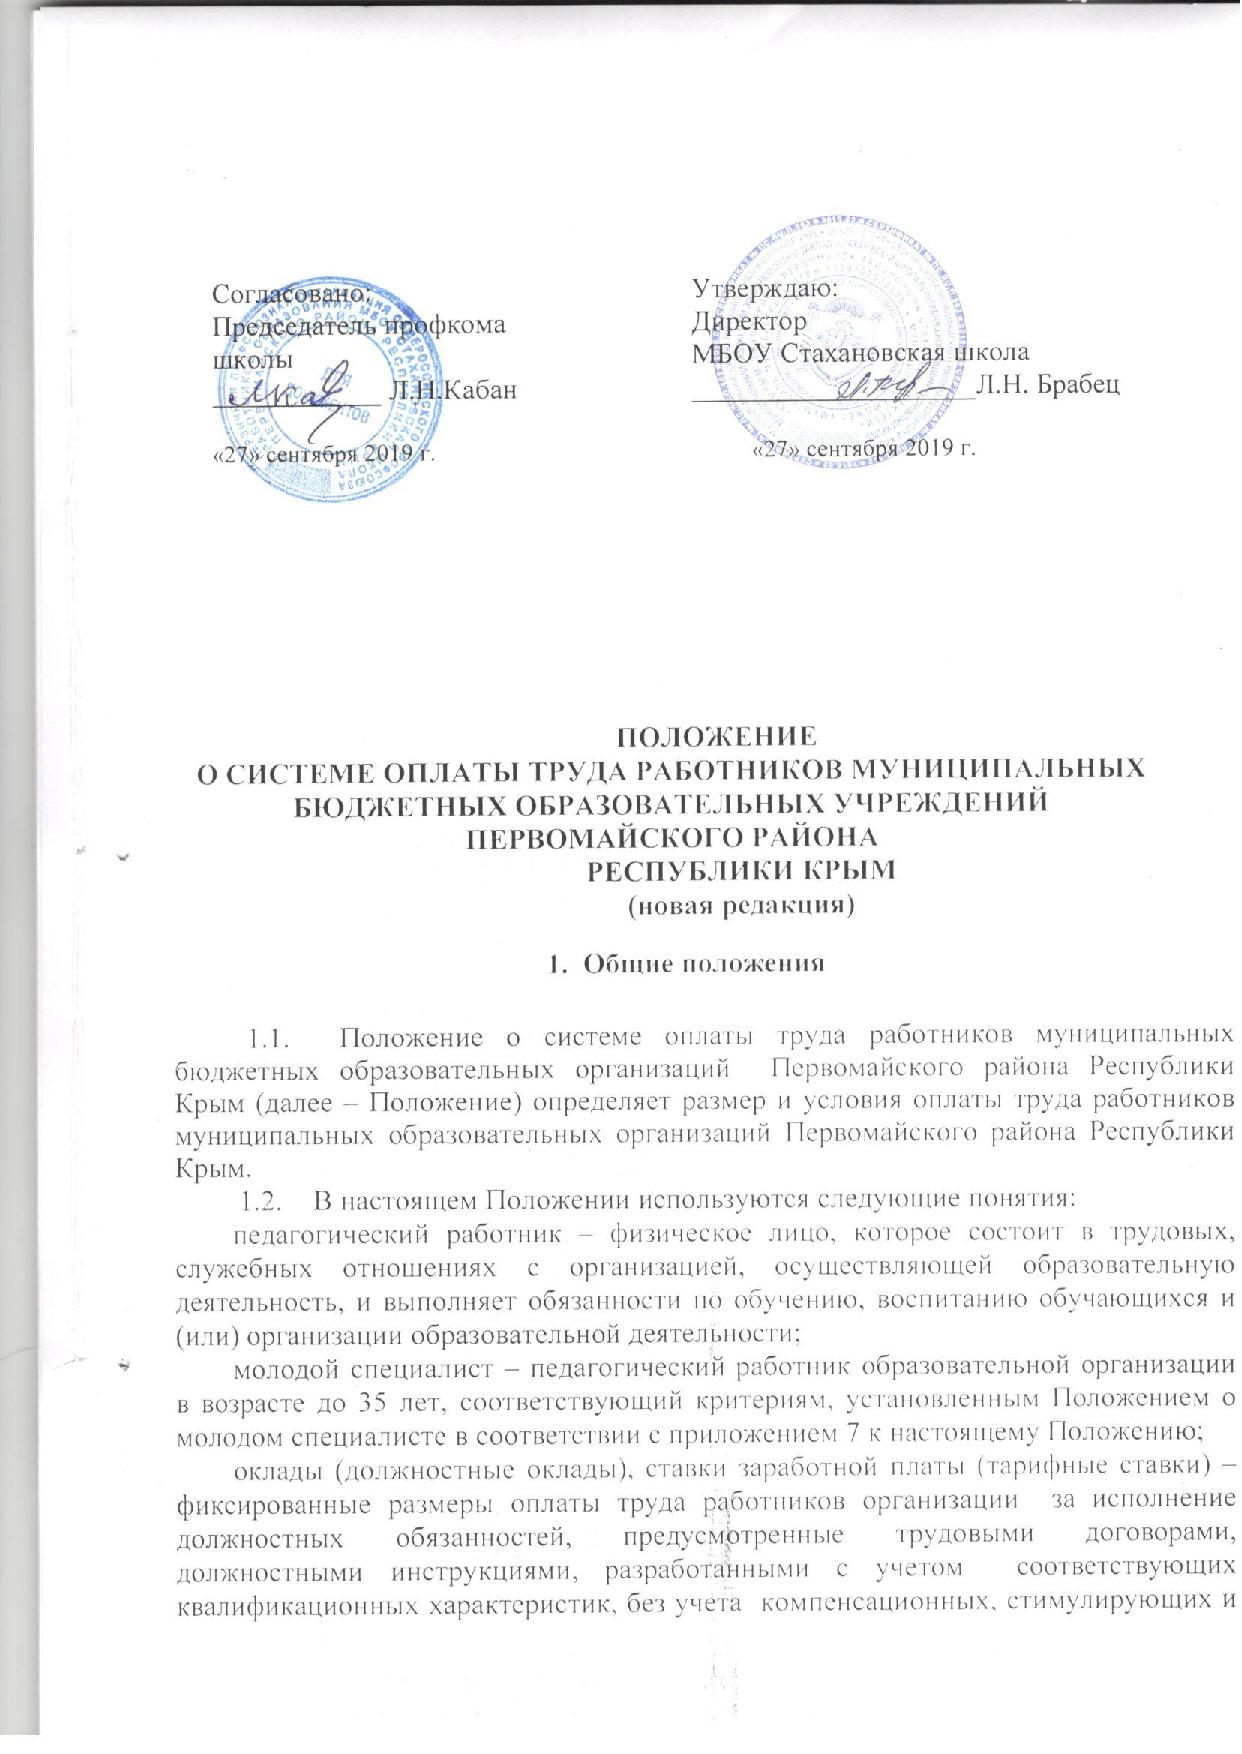 Согласовано:
Председатель профкома
школы
Л.Н.Кабан
«27» сентября 2019 г.
Утверждаю:
Директор
МБОУ Стахановская школа
Л.Н. Брабец
«27» сентября 2019 г.
ПОЛОЖЕНИЕ
О СИСТЕМЕ ОПЛАТЫ ТРУДА РАБОТНИКОВ МУНИЦИПАЛЬНЫХ
БЮДЖЕТНЫХ ОБРАЗОВАТЕЛЬНЫХ УЧРЕЖДЕНИЙ
ПЕРВОМАЙСКОГО РАЙОНА
РЕСПУБЛИКИ КРЫМ
(новая редакция)
1. Общие положения
1.1. Положение о системе оплаты труда работников муниципальных
бюджетных образовательных организаций Первомайского района Республики
Крым (далее – Положение) определяет размер и условия оплаты труда работников
муниципальных образовательных организаций Первомайского района Республики
Крым.
1.2. В настоящем Положении используются следующие понятия:
педагогический работник – физическое лицо, которое состоит в трудовых,
служебных отношениях с организацией, осуществляющей образовательную
деятельность, и выполняет обязанности по обучению, воспитанию обучающихся и
(или) организации образовательной деятельности;
молодой специалист – педагогический работник образовательной организации
в возрасте до 35 лет, соответствующий критериям, установленным Положением о
молодом специалисте в соответствии с приложением 7 к настоящему Положению;
оклады (должностные оклады), ставки заработной платы (тарифные ставки) –
фиксированные размеры оплаты труда работников организации за исполнение
должностных обязанностей, предусмотренные трудовыми договорами,
должностными инструкциями, разработанными с учетом соответствующих
квалификационных характеристик, без учета компенсационных, стимулирующих и